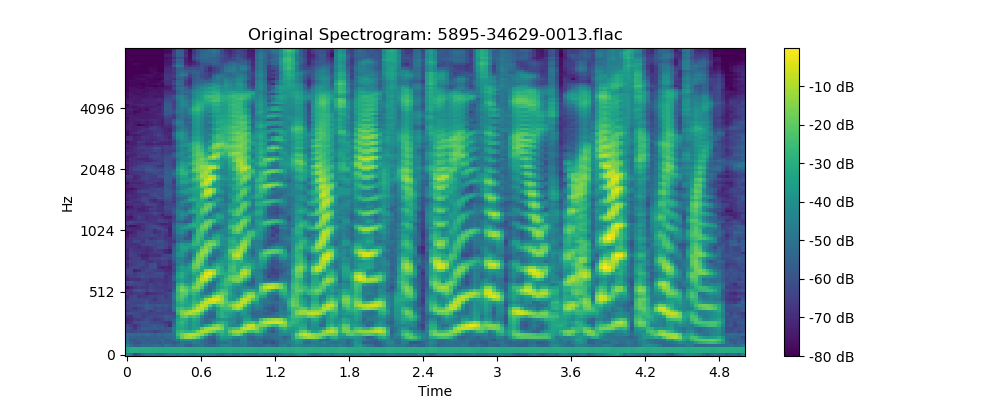 Original Spectrogram: 5895-34629-0013.flac
Hz
4096
2048
1024
512
0
0 0.6 1.2 1.8 2.4 3 3.6 4.2 4.8
Time
-10 dB
-20 dB
-30 dB
-40 dB
-50 dB
-60 dB
-70 dB
-80 dB